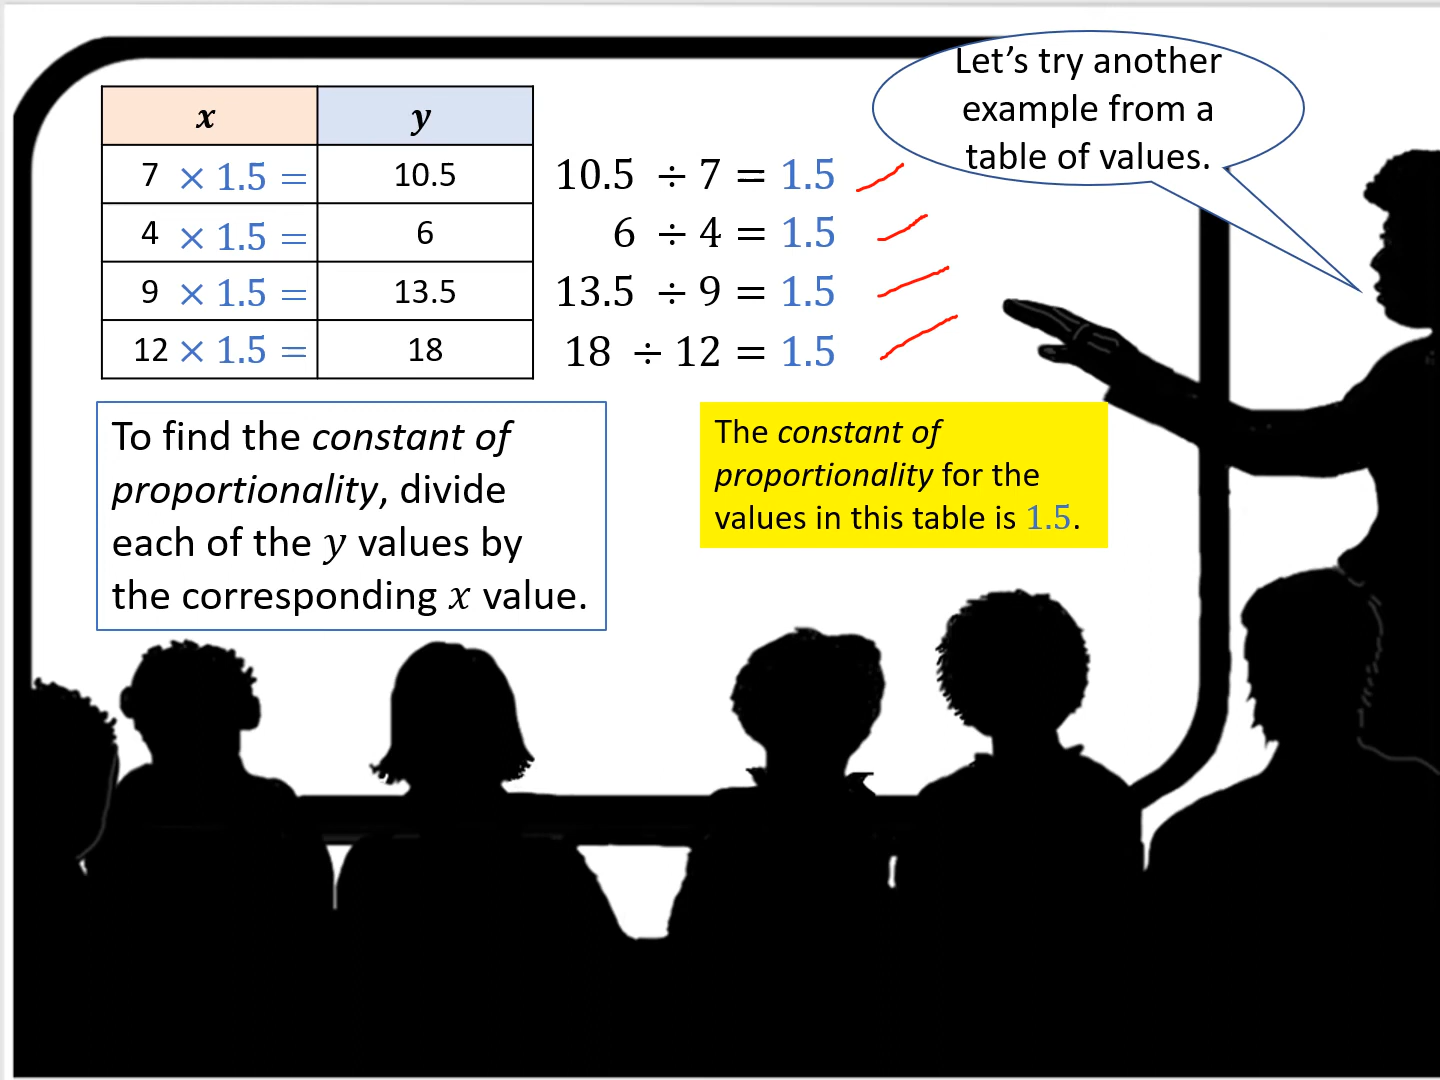 Let's try another
example from a
table of values.
x y
7 × 1.5 = 10.5 10.5 ÷ 7 = 1.5
4 × 1.5 = 6 6 ÷ 4 = 1.5
9 × 1.5 = 13.5 13.5 ÷ 9 = 1.5
12 × 1.5 = 18 18 ÷ 12 = 1.5
To find the constant of
proportionality, divide
each of the y values by
the corresponding x value.
The constant of
proportionality for the
values in this table is 1.5.